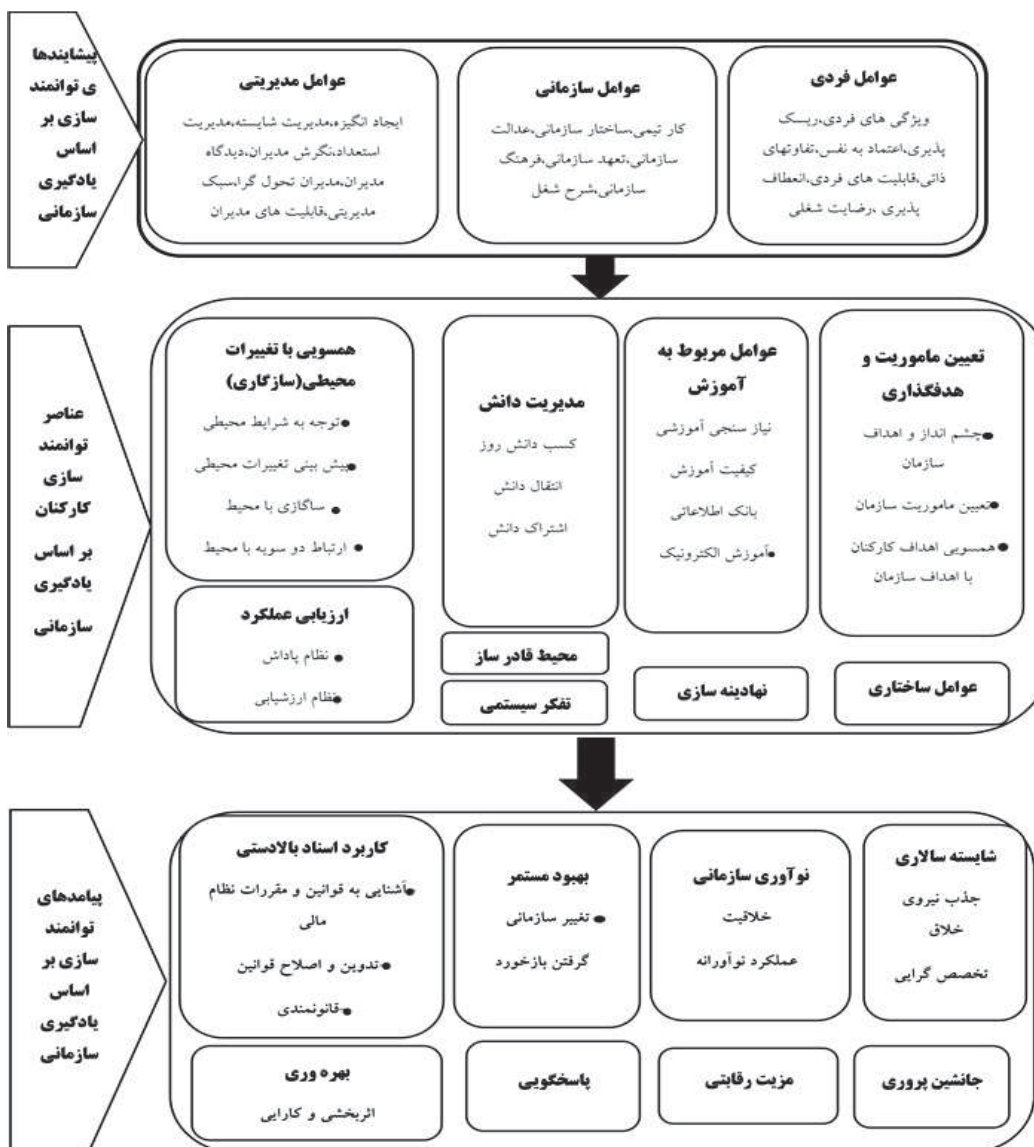 پیشایندها
ی توانمند
سازی بر
اساس
یادگیری
سازمانی
عوامل فردی
ویژگی های فردی،ریسک
پذیری،اعتماد به نفس،تفاوتهای
ذاتی،قابلیت های فردی،انعطاف
پذیری ،رضایت شغلی
عوامل سازمانی
کار تیمی،ساختار سازمانی،عدالت
سازمانی،تعهد سازمانی،فرهنگ
سازمانی،شرح شغل
عوامل مدیریتی
ایجاد انگیزه،مدیریت شایسته،مدیریت
استعداد،نگرش مدیران،دیدگاه
مدیران،مدیران تحول گرا،سبک
مدیریتی،قابلیت های مدیران
عناصر
توانمند
سازی
کارکنان
بر اساس
یادگیری
سازمانی
تعیین ماموریت و
هدفگذاری
•چشم انداز و اهداف
سازمان
•تعیین ماموریت سازمان
•همسویی اهداف کارکنان
با اهداف سازمان
عوامل مربوط به
آموزش
نیاز سنجی آموزشی
کیفیت آموزش
بانک اطلاعاتی
•آموزش الکترونیک
مدیریت دانش
کسب دانش روز
انتقال دانش
اشتراک دانش
همسویی با تغییرات
محیطی(سازگاری)
•توجه به شرایط محیطی
•پیش بینی تغییرات محیطی
• ساگازی با محیط
• ارتباط دو سویه با محیط
عوامل ساختاری
نهادینه سازی
محیط قادر ساز
تفکر سیستمی
ارزیابی عملکرد
• نظام پاداش
•نظام ارزشیابی
پیامدهای
توانمند
سازی بر
اساس
یادگیری
سازمانی
شایسته سالاری
جذب نیروی
خلاق
تخصص گرایی
نوآوری سازمانی
خلاقیت
عملکرد نوآورانه
بهبود مستمر
• تغییر سازمانی
گرفتن بازخورد
کاربرد اسناد بالادستی
•آشنایی به قوانین و مقررات نظام
مالی
•تدوین و اصلاح قوانین
•قانونمندی
جانشین پروری
مزیت رقابتی
پاسخگویی
بهره وری
اثربخشی و کارایی